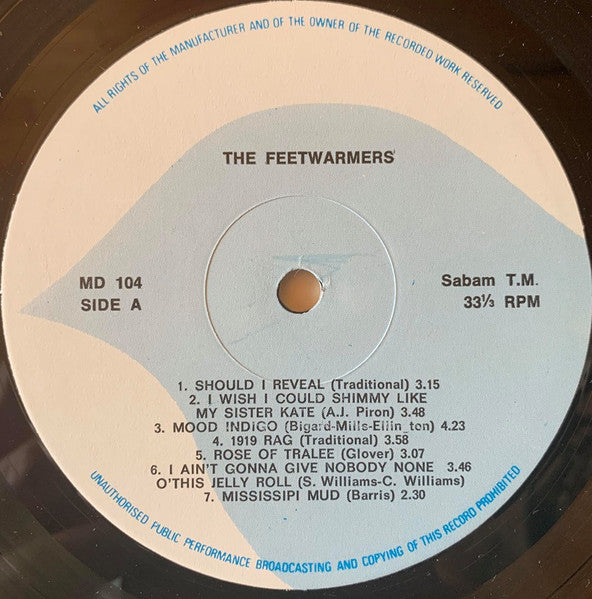 ALL RIGHTS OF THE MANUFACTURER AND OF THE OWNER OF THE RECORDED WORK RESERVED
THE FEETWARMERS
MD 104
SIDE A
Sabam T.M.
33⅓ RPM
1. SHOULD I REVEAL (Traditional) 3.15
2. I WISH I COULD SHIMMY LIKE
MY SISTER KATE (A.J. Piron) 3.48
3. MOOD INDIGO (Bigard-Mills-Ellin ton) 4.23
4. 1919 RAG (Traditional) 3.58
5. ROSE OF TRALEE (Glover) 3.07
6. I AIN'T GONNA GIVE NOBODY NONE 3.46
O'THIS JELLY ROLL (S. Williams-C. Williams)
7. MISSISSIPI MUD (Barris) 2.30
UNAUTHORISED PUBLIC PERFORMANCE BROADCASTING AND COPYING OF THIS RECORD PROHIBITED